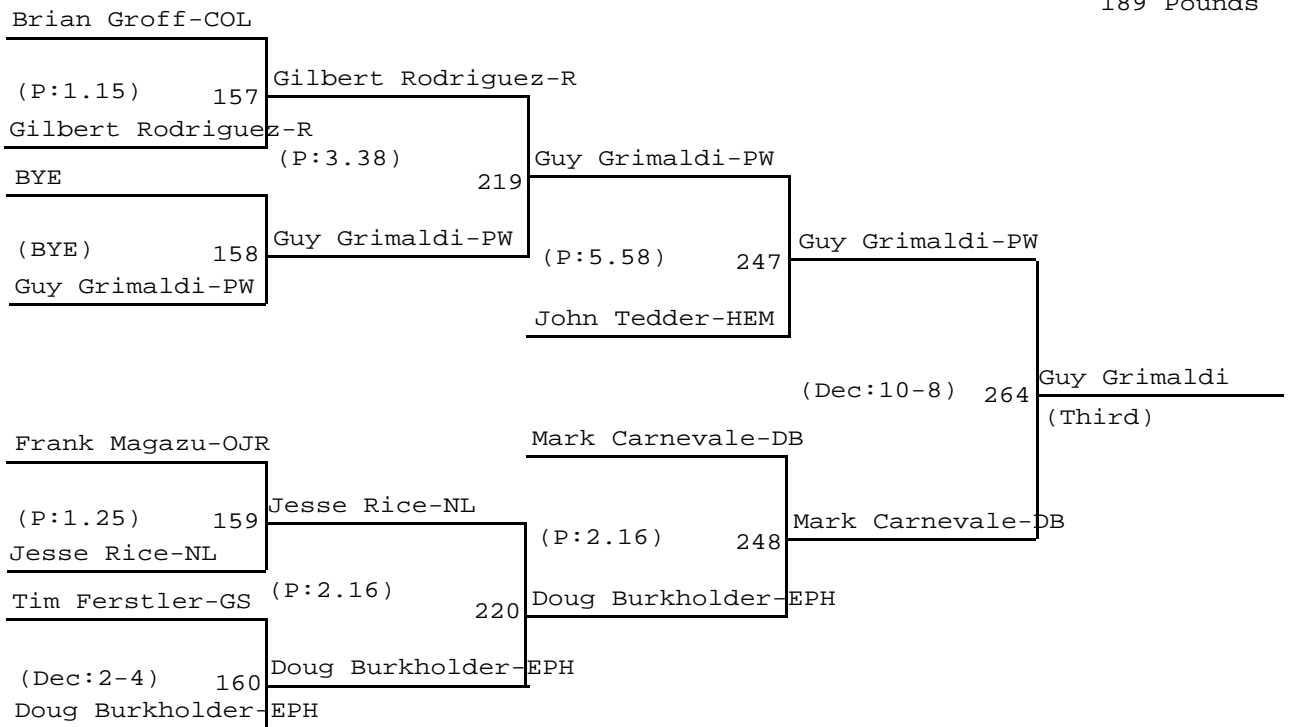 189 Pounds
Brian Groff-COL
(P:1.15) 157
Gilbert Rodriguez-R
Gilbert Rodriguez-R
BYE
(BYE) 158
Guy Grimaldi-PW
Guy Grimaldi-PW
(P:3.38) 219
Guy Grimaldi-PW
(P:5.58) 247
John Tedder-HEM
Guy Grimaldi-PW
(Dec:10-8) 264
Guy Grimaldi
(Third)
Frank Magazu-OJR
(P:1.25) 159
Jesse Rice-NL
Jesse Rice-NL
Tim Ferstler-GS
(P:2.16) 220
(Dec:2-4) 160
Doug Burkholder-EPH
Doug Burkholder-EPH
Mark Carnevale-DB
(P:2.16) 248
Doug Burkholder-EPH
Mark Carnevale-DB